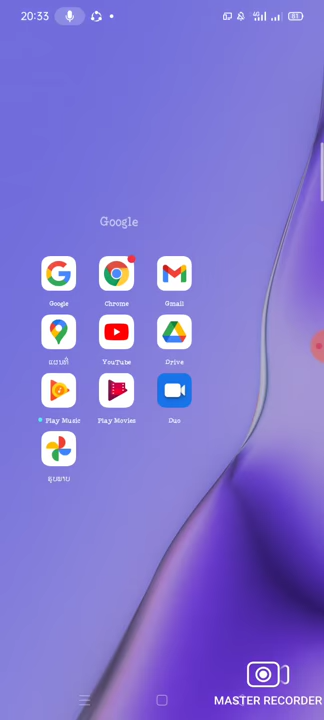 20:33 81
Google
Google Chrome Gmail
ແຜນທີ່ YouTube Drive
Play Music Play Movies Duo
ຮູບພາບ
MASTER RECORDER